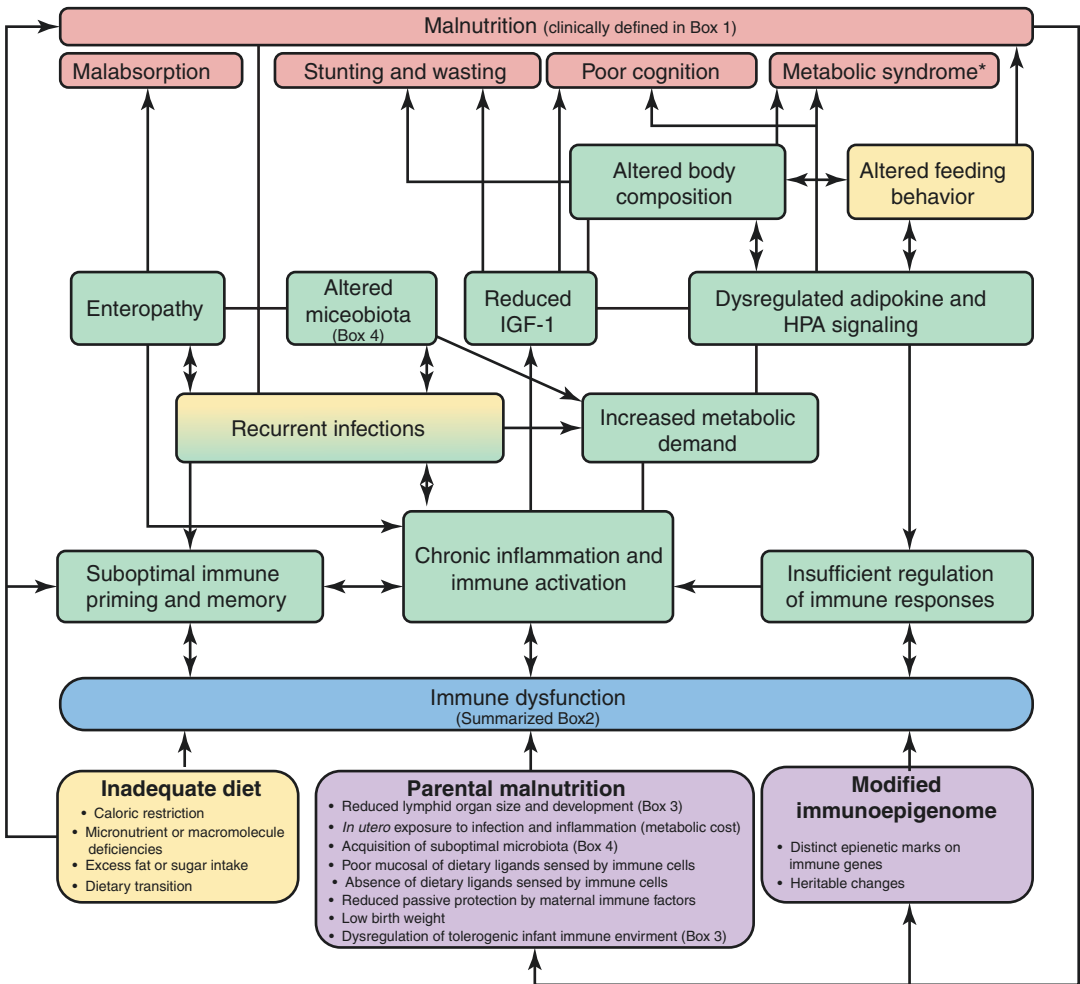 Malnutrition (clinically defined in Box 1)
Malabsorption
Stunting and wasting
Poor cognition
Metabolic syndrome*
Altered body
composition
Altered feeding
behavior
Enteropathy
Altered
miceobiota
(Box 4)
Reduced
IGF-1
Dysregulated adipokine and
HPA signaling
Recurrent infections
Increased metabolic
demand
Suboptimal immune
priming and memory
Chronic inflammation and
immune activation
Insufficient regulation
of immune responses
Immune dysfunction
(Summarized Box2)
Inadequate diet
• Caloric restriction
• Micronutrient or macromolecule
deficiencies
• Excess fat or sugar intake
• Dietary transition
Parental malnutrition
• Reduced lymphid organ size and development (Box 3)
• In utero exposure to infection and inflammation (metabolic cost)
• Acquisition of suboptimal microbiota (Box 4)
• Poor mucosal of dietary ligands sensed by immune cells
• Absence of dietary ligands sensed by immune cells
• Reduced passive protection by maternal immune factors
• Low birth weight
• Dysregulation of tolerogenic infant immune envirment (Box 3)
Modified
immunoepigenome
• Distinct epienetic marks on
immune genes
• Heritable changes